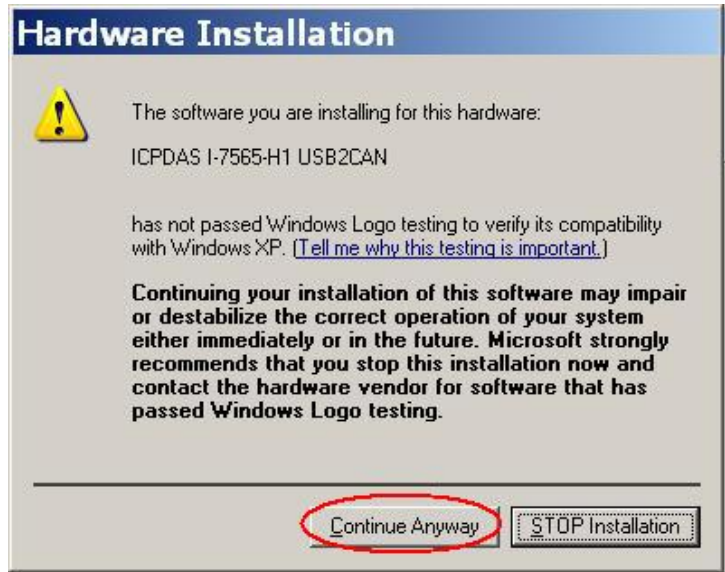 Hardware Installation
The software you are installing for this hardware:
ICPDAS I-7565-H1 USB2CAN
has not passed Windows Logo testing to verify its compatibility
with Windows XP. (Tell me why this testing is important.)
Continuing your installation of this software may impair
or destabilize the correct operation of your system
either immediately or in the future. Microsoft strongly
recommends that you stop this installation now and
contact the hardware vendor for software that has
passed Windows Logo testing.
Continue Anyway
STOP Installation